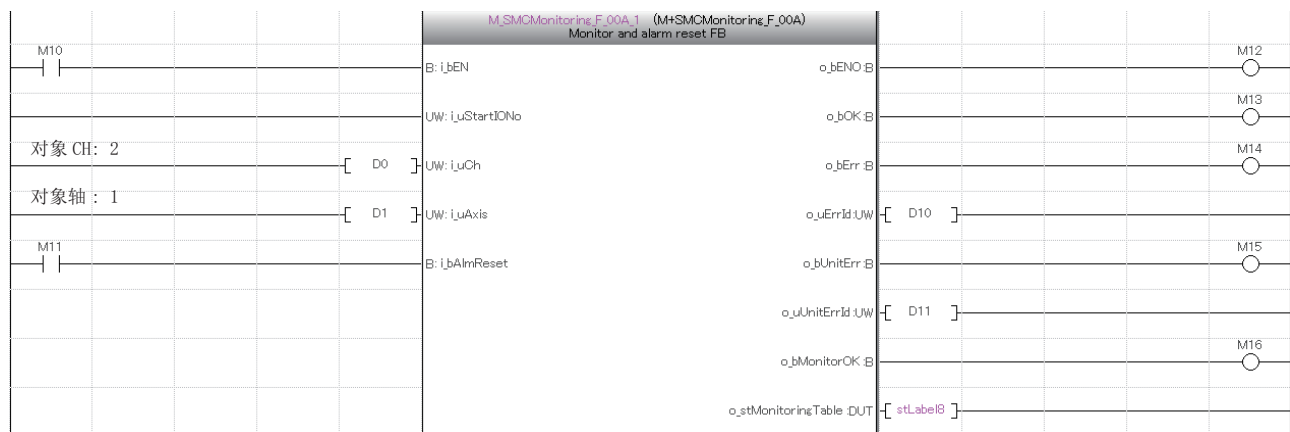 M_SMCMonitoring_F_00A_1 (M+SMCMonitoring_F_00A)
Monitor and alarm reset FB
M10
B: i_bEN
o_bENO:B
M12
UW: i_uStartIONo
o_bOK:B
M13
对象 CH: 2
D0
UW: i_uCh
o_bErr:B
M14
对象轴: 1
D1
UW: i_uAxis
o_uErrId:UW
D10
M11
B: i_bAlmReset
o_bUnitErr:B
M15
o_uUnitErrId:UW
D11
o_bMonitorOK:B
M16
o_stMonitoringTable:DUT
stLabel8